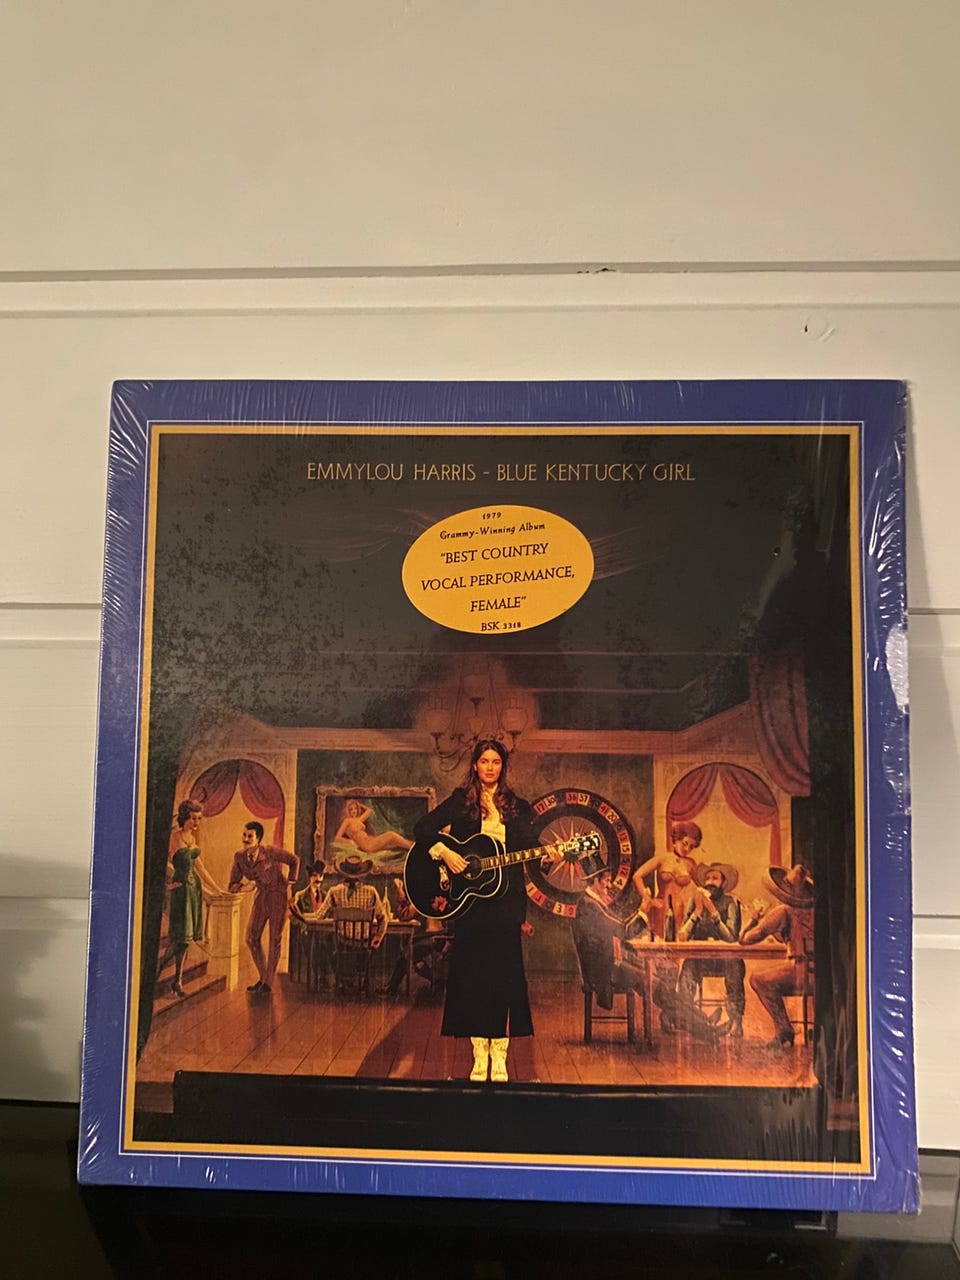 EMMYLOU HARRIS - BLUE KENTUCKY GIRL
1979
Grammy-Winning Album
"BEST COUNTRY
VOCAL PERFORMANCE,
FEMALE"
BSK 3318